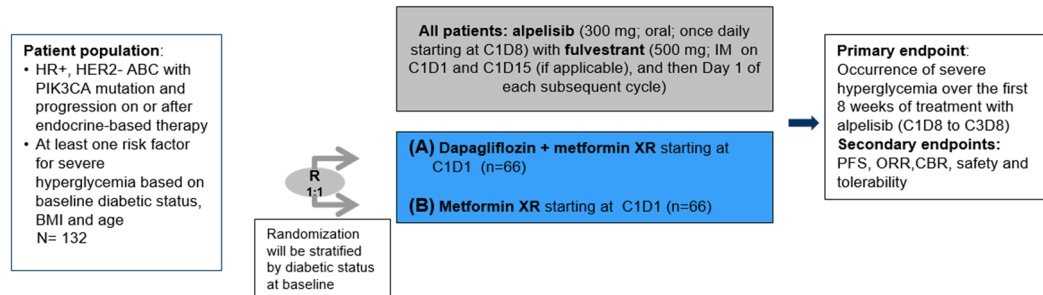 Patient population:
• HR+, HER2- ABC with
PIK3CA mutation and
progression on or after
endocrine-based therapy
• At least one risk factor
for severe
hyperglycemia based on
baseline diabetic status,
BMI and age
N= 132
R
1:1
Randomization
will be stratified
by diabetic status
at baseline
All patients: alpelisib (300 mg; oral; once daily
starting at C1D8) with fulvestrant (500 mg; IM on
C1D1 and C1D15 (if applicable), and then Day 1 of
each subsequent cycle)
(A) Dapagliflozin + metformin XR starting at
C1D1 (n=66)
(B) Metformin XR starting at C1D1 (n=66)
Primary endpoint:
Occurrence of severe
hyperglycemia over the first
8 weeks of treatment with
alpelisib (C1D8 to C3D8)
Secondary endpoints:
PFS, ORR,CBR, safety and
tolerability